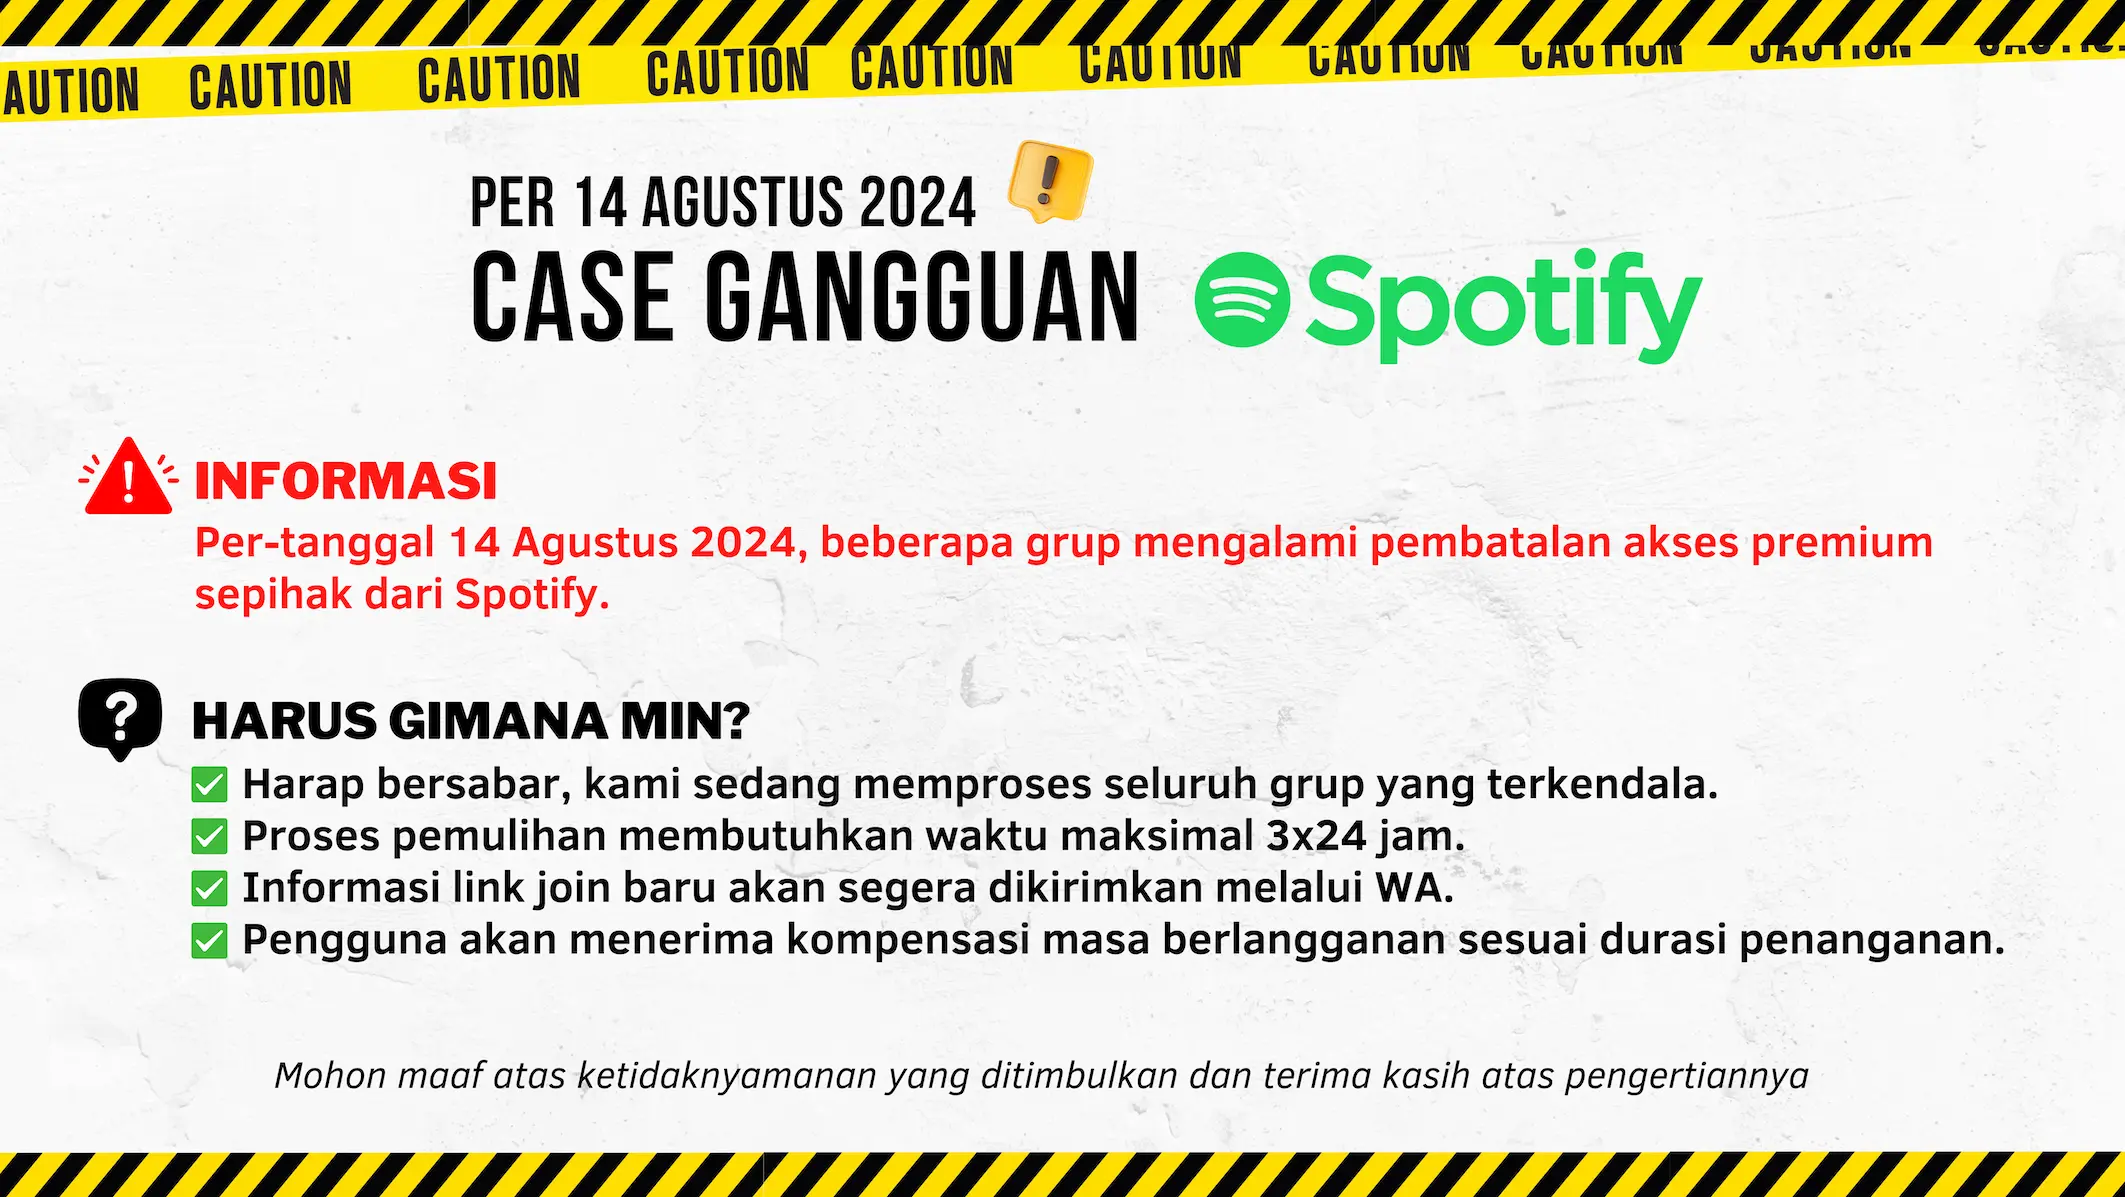 AUTION CAUTION CAUTION CAUTION CAUTION CAUTION CAUTION CAUTION CAUTION
PER 14 AGUSTUS 2024
CASE GANGGUAN Spotify
INFORMASI
Per-tanggal 14 Agustus 2024, beberapa grup mengalami pembatalan akses premium
sepihak dari Spotify.
HARUS GIMANA MIN?
Harap bersabar, kami sedang memproses seluruh grup yang terkendala.
Proses pemulihan membutuhkan waktu maksimal 3x24 jam.
Informasi link join baru akan segera dikirimkan melalui WA.
Pengguna akan menerima kompensasi masa berlangganan sesuai durasi penanganan.
Mohon maaf atas ketidaknyamanan yang ditimbulkan dan terima kasih atas pengertiannya